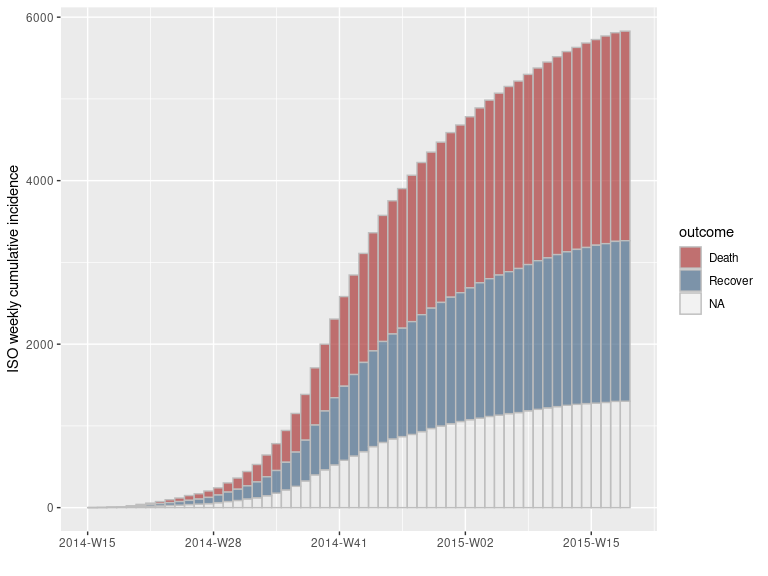 ISO weekly cumulative incidence
6000
4000
2000
0
2014-W15
2014-W28
2014-W41
2015-W02
2015-W15
outcome
Death
Recover
NA